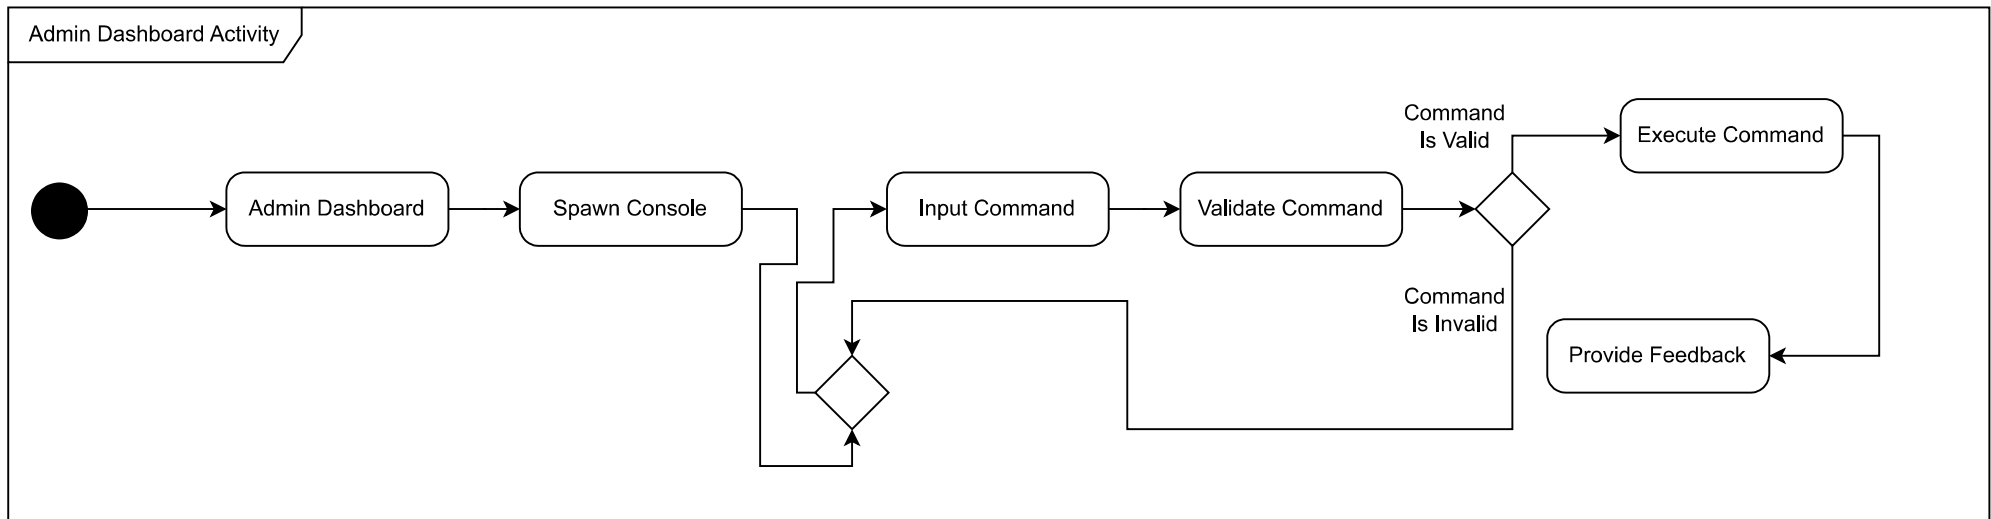 Admin Dashboard Activity
Admin Dashboard
Spawn Console
Input Command
Validate Command
Command
Is Valid
Execute Command
Command
Is Invalid
Provide Feedback